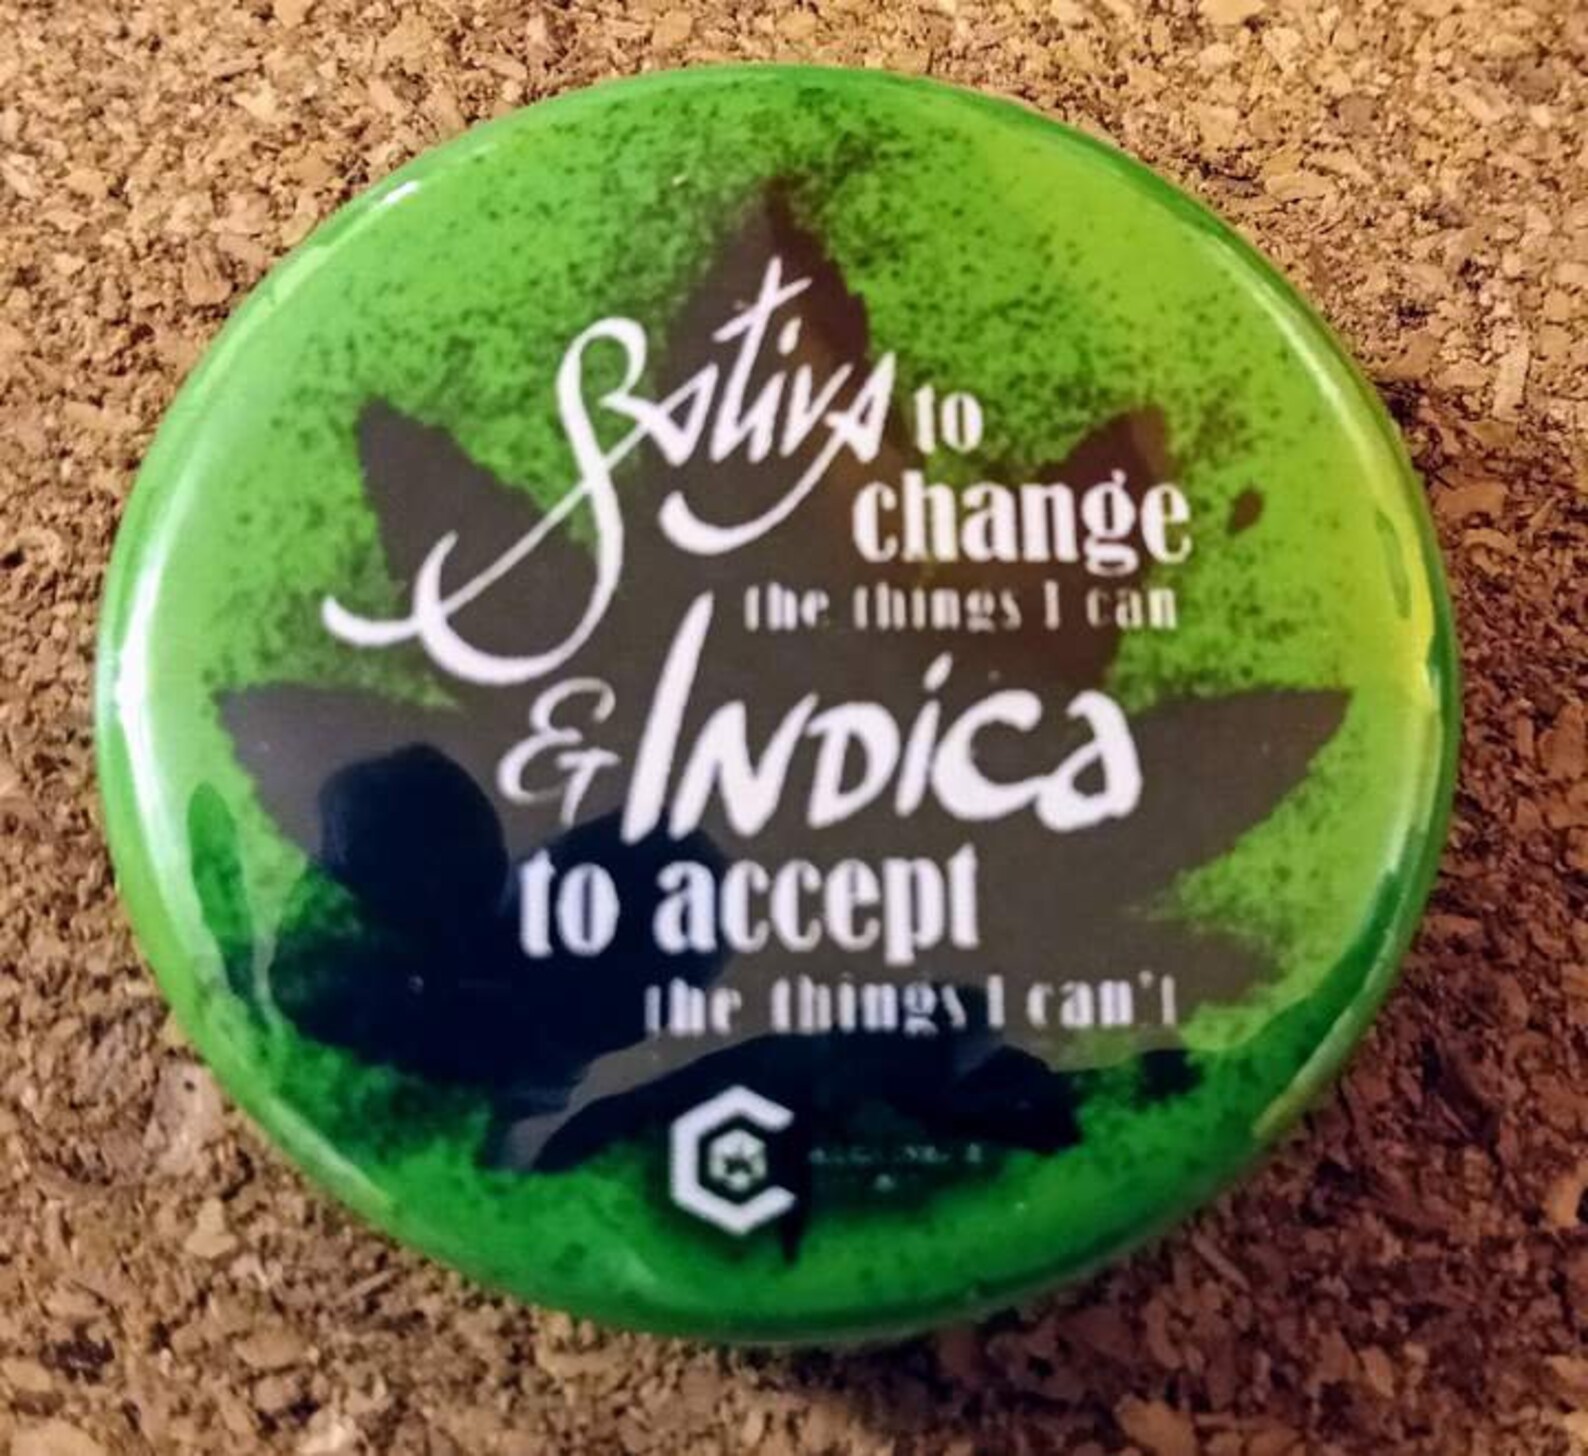 Sativa to
change
the things I can
& Indica
to accept
the things I can't